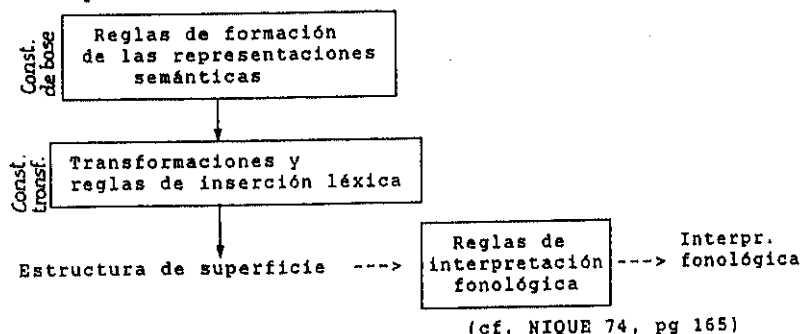 Const.
de base
Reglas de formación
de las representaciones
semánticas
Const.
transf.
Transformaciones y
reglas de inserción léxica
Estructura de superficie ---> 
Reglas de
interpretación
fonológica
---> Interpr.
fonológica
(cf. NIQUE 74, pg 165)